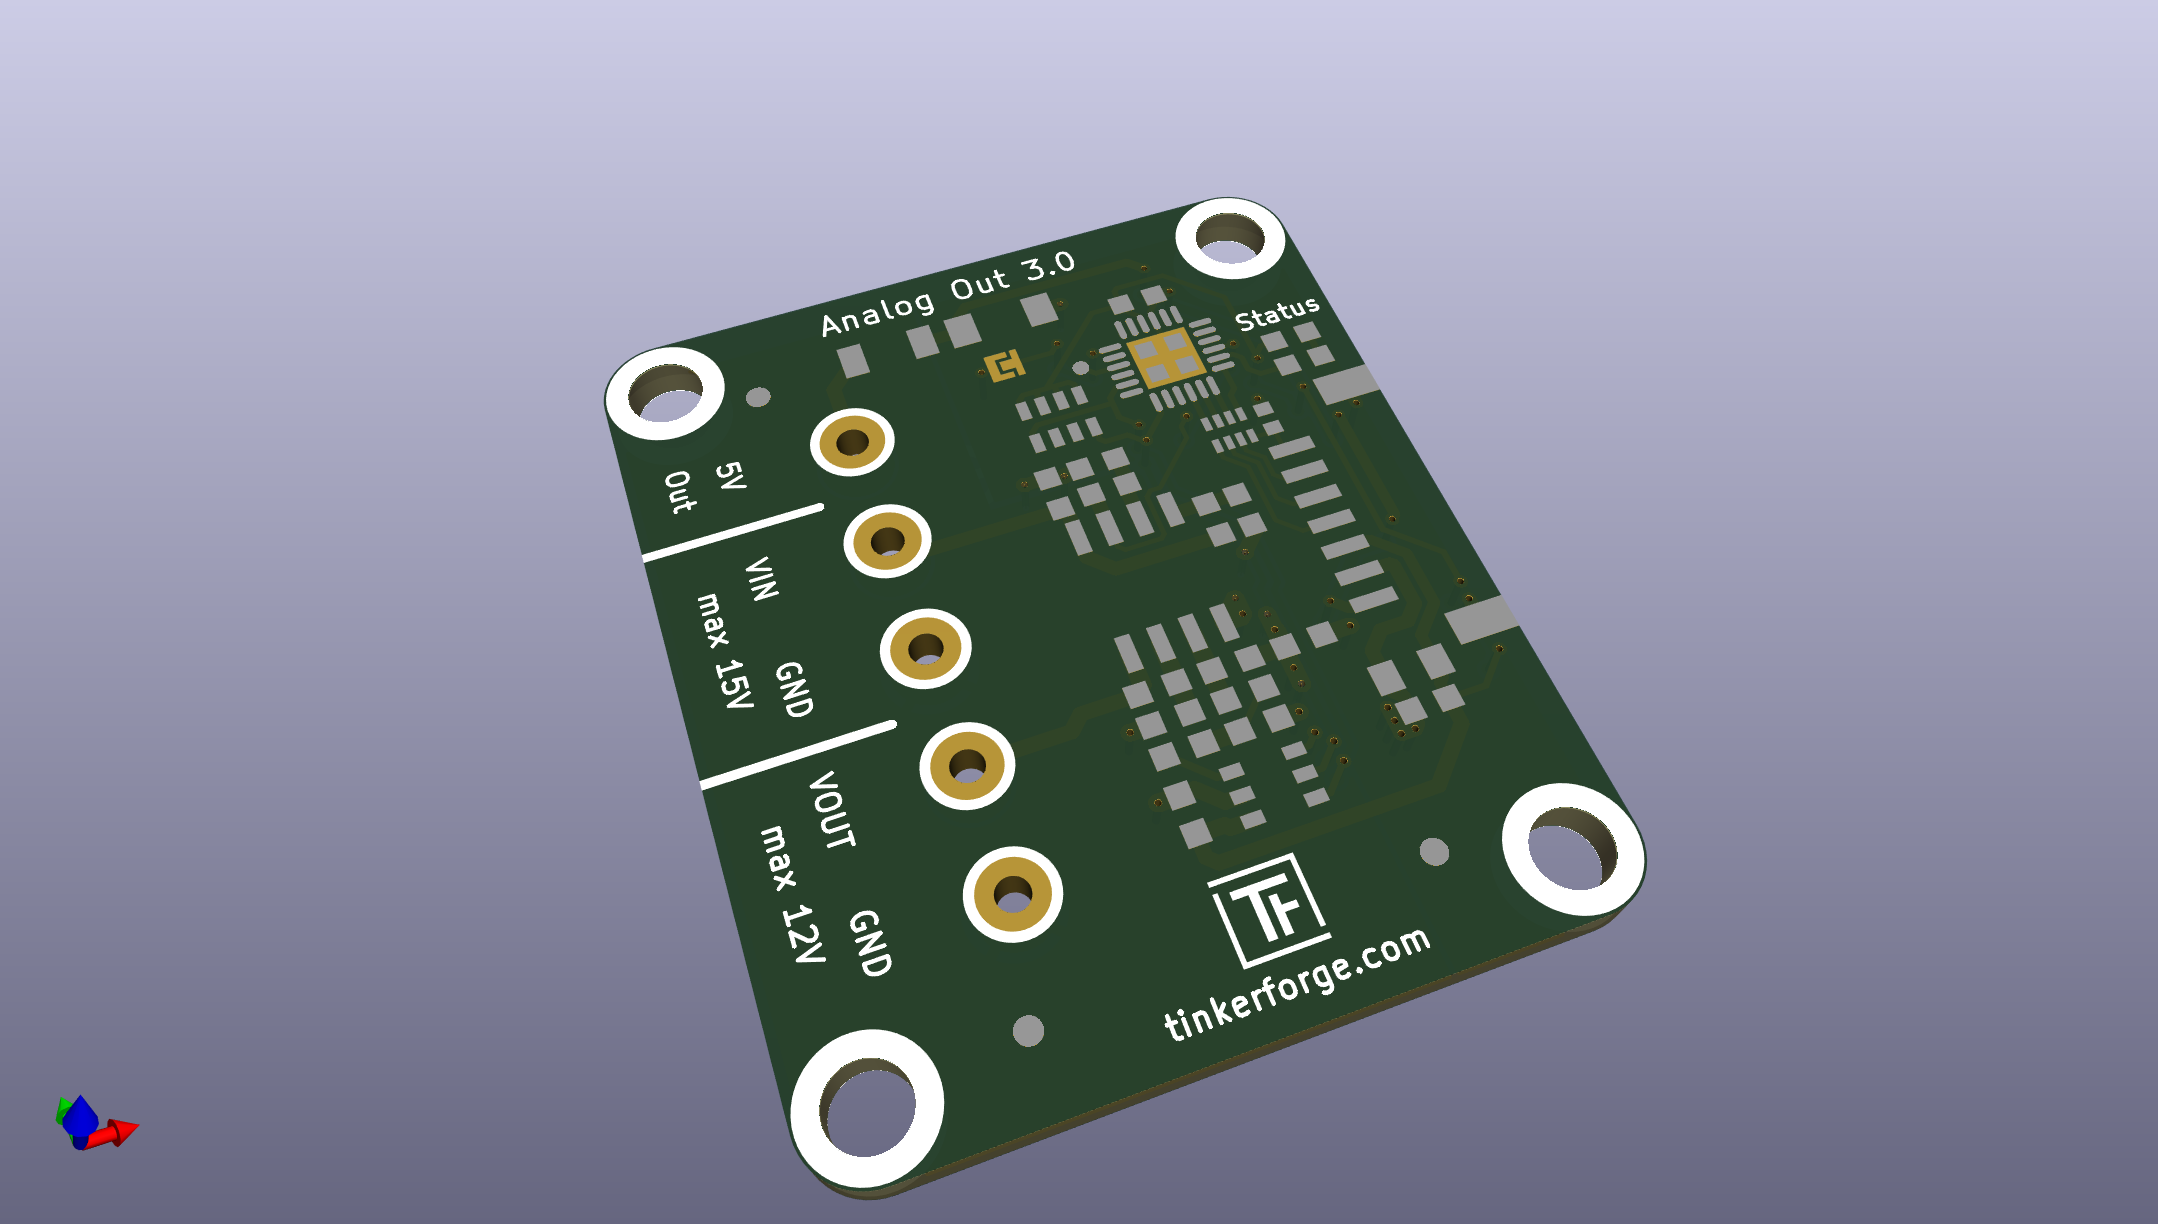 Analog Out 3.0
Status
5V
Out
VIN
max 15V
GND
VOUT
max 12V
GND
TF
tinkerforge.com